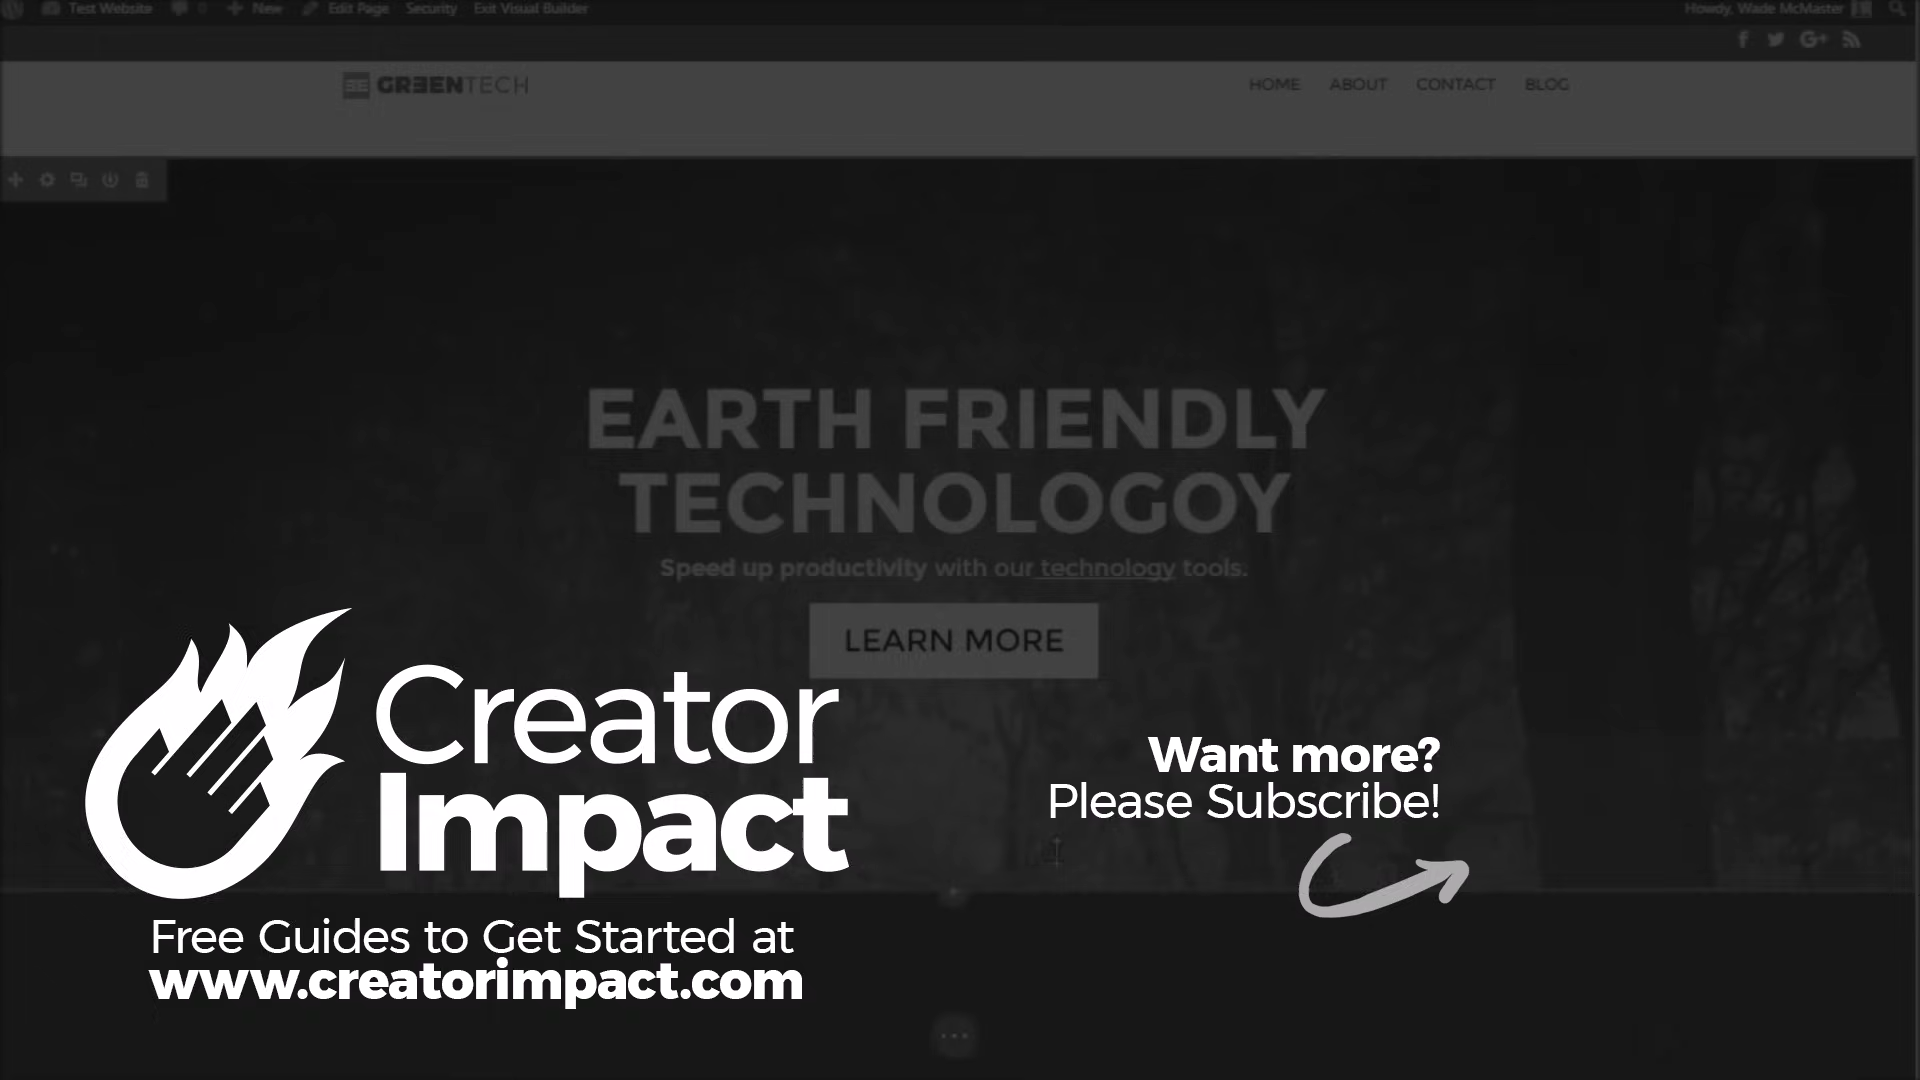 Test Website 0 New Edit Page Security Exit Visual Builder Howdy, Wade McMaster
GREENTECH HOME ABOUT CONTACT BLOG
EARTH FRIENDLY
TECHNOLOGOY
Speed up productivity with our technology tools.
LEARN MORE
Creator
Impact
Want more?
Please Subscribe!
Free Guides to Get Started at
www.creatorimpact.com